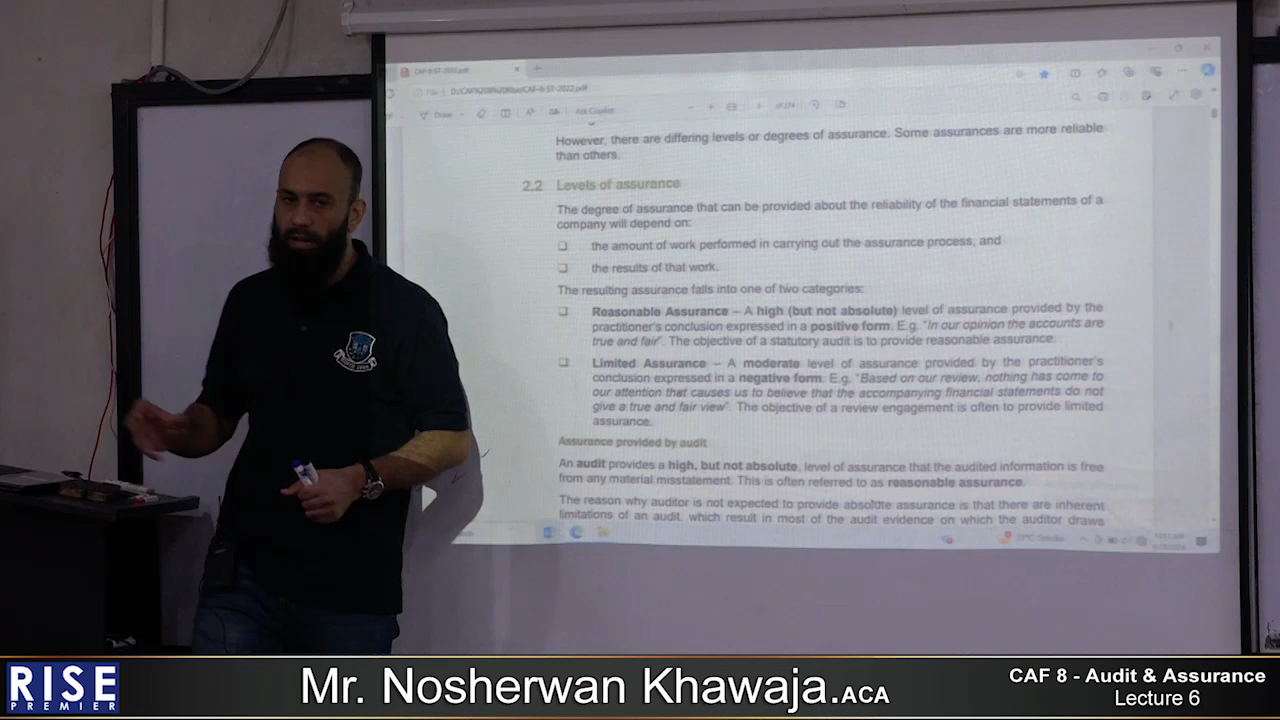 CAF-8-ST-2022.pdf
Draw
Ask Copilot
However, there are differing levels or degrees of assurance. Some assurances are more reliable
than others.
2.2 Levels of assurance
The degree of assurance that can be provided about the reliability of the financial statements of a
company will depend on:
❑ the amount of work performed in carrying out the assurance process, and
❑ the results of that work.
The resulting assurance falls into one of two categories:
❑ Reasonable Assurance – A high (but not absolute) level of assurance provided by the
practitioner's conclusion expressed in a positive form. E.g. "In our opinion the accounts are
true and fair". The objective of a statutory audit is to provide reasonable assurance.
❑ Limited Assurance – A moderate level of assurance provided by the practitioner's
conclusion expressed in a negative form. E.g. "Based on our review, nothing has come to
our attention that causes us to believe that the accompanying financial statements do not
give a true and fair view". The objective of a review engagement is often to provide limited
assurance.
Assurance provided by audit
An audit provides a high, but not absolute, level of assurance that the audited information is free
from any material misstatement. This is often referred to as reasonable assurance.
The reason why auditor is not expected to provide absolute assurance is that there are inherent
limitations of an audit, which result in most of the audit evidence on which the auditor draws
RISE
PREMIER
Mr. Nosherwan Khawaja.ACA
CAF 8 - Audit & Assurance
Lecture 6